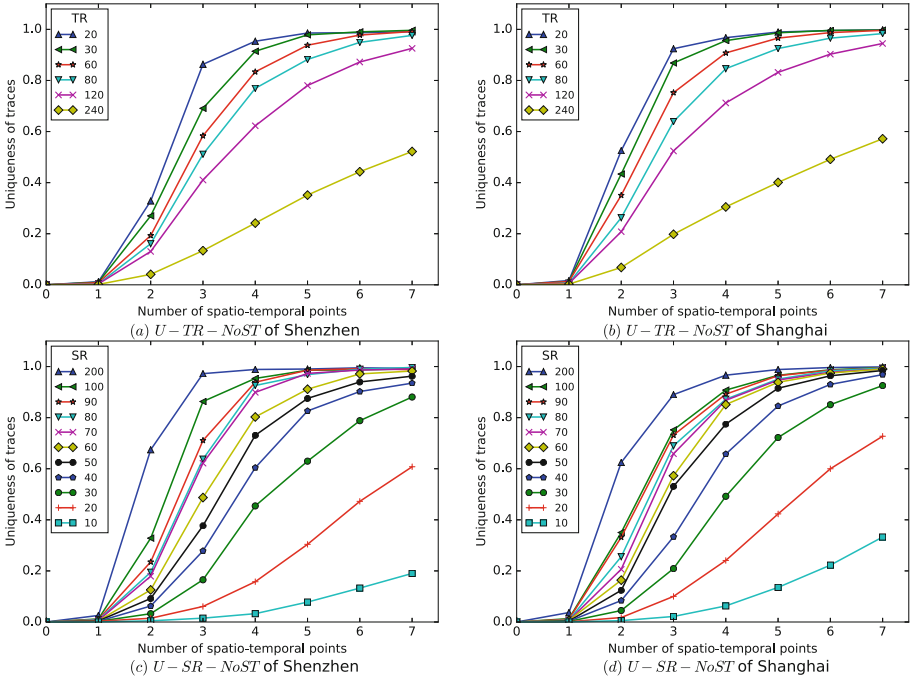 TR
20
30
60
80
120
240
Uniqueness of traces
1.0
0.8
0.6
0.4
0.2
0.0
0 1 2 3 4 5 6 7
Number of spatio-temporal points
(a) U − TR − NoST of Shenzhen
TR
20
30
60
80
120
240
Uniqueness of traces
1.0
0.8
0.6
0.4
0.2
0.0
0 1 2 3 4 5 6 7
Number of spatio-temporal points
(b) U − TR − NoST of Shanghai
SR
200
100
90
80
70
60
50
40
30
20
10
Uniqueness of traces
1.0
0.8
0.6
0.4
0.2
0.0
0 1 2 3 4 5 6 7
Number of spatio-temporal points
(c) U − SR − NoST of Shenzhen
SR
200
100
90
80
70
60
50
40
30
20
10
Uniqueness of traces
1.0
0.8
0.6
0.4
0.2
0.0
0 1 2 3 4 5 6 7
Number of spatio-temporal points
(d) U − SR − NoST of Shanghai